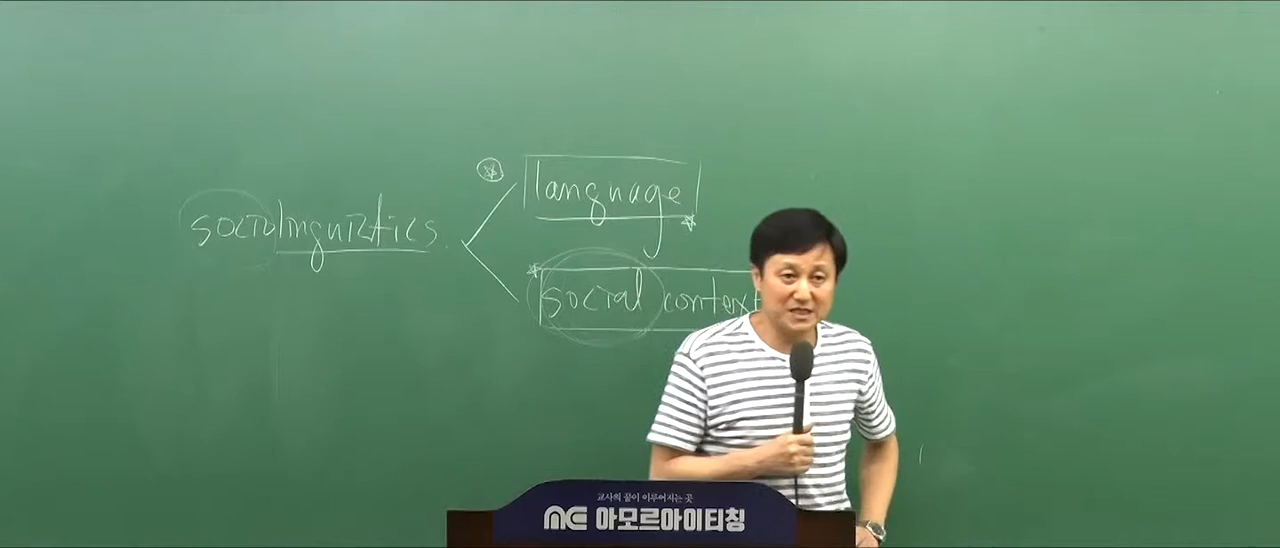 sociolinguistics
language
social context
교사의 꿈이 이루어지는 곳
아모르아이티칭